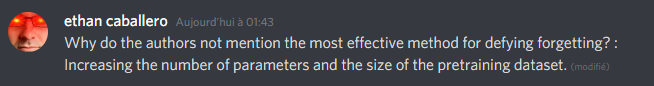 ethan caballero Aujourd'hui à 01:43
Why do the authors not mention the most effective method for defying forgetting? :
Increasing the number of parameters and the size of the pretraining dataset. (modifié)